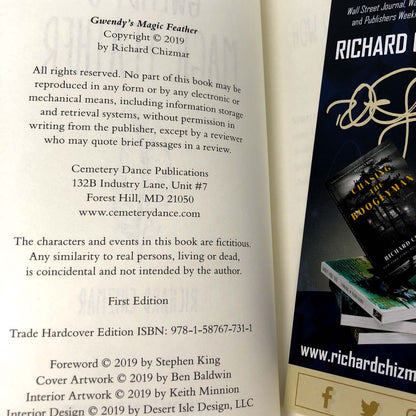 Gwendy's Magic Feather
Copyright © 2019
by Richard Chizmar
All rights reserved. No part of this book may be
reproduced in any form or by any electronic or
mechanical means, including information storage
and retrieval systems, without permission in
writing from the publisher, except by a reviewer
who may quote brief passages in a review.
Cemetery Dance Publications
132B Industry Lane, Unit #7
Forest Hill, MD 21050
www.cemeterydance.com
The characters and events in this book are fictitious.
Any similarity to real persons, living or dead,
is coincidental and not intended by the author.
First Edition
Trade Hardcover Edition ISBN: 978-1-58767-731-1
Foreword © 2019 by Stephen King
Cover Artwork © 2019 by Ben Baldwin
Interior Artwork © 2019 by Keith Minnion
Interior Design © 2019 by Desert Isle Design, LLC
Wall Street Journal, Wa
and Publishers Week
RICHARD
CHASING
THE
BOOGEYMAN
RICHARD
www.richardchizm